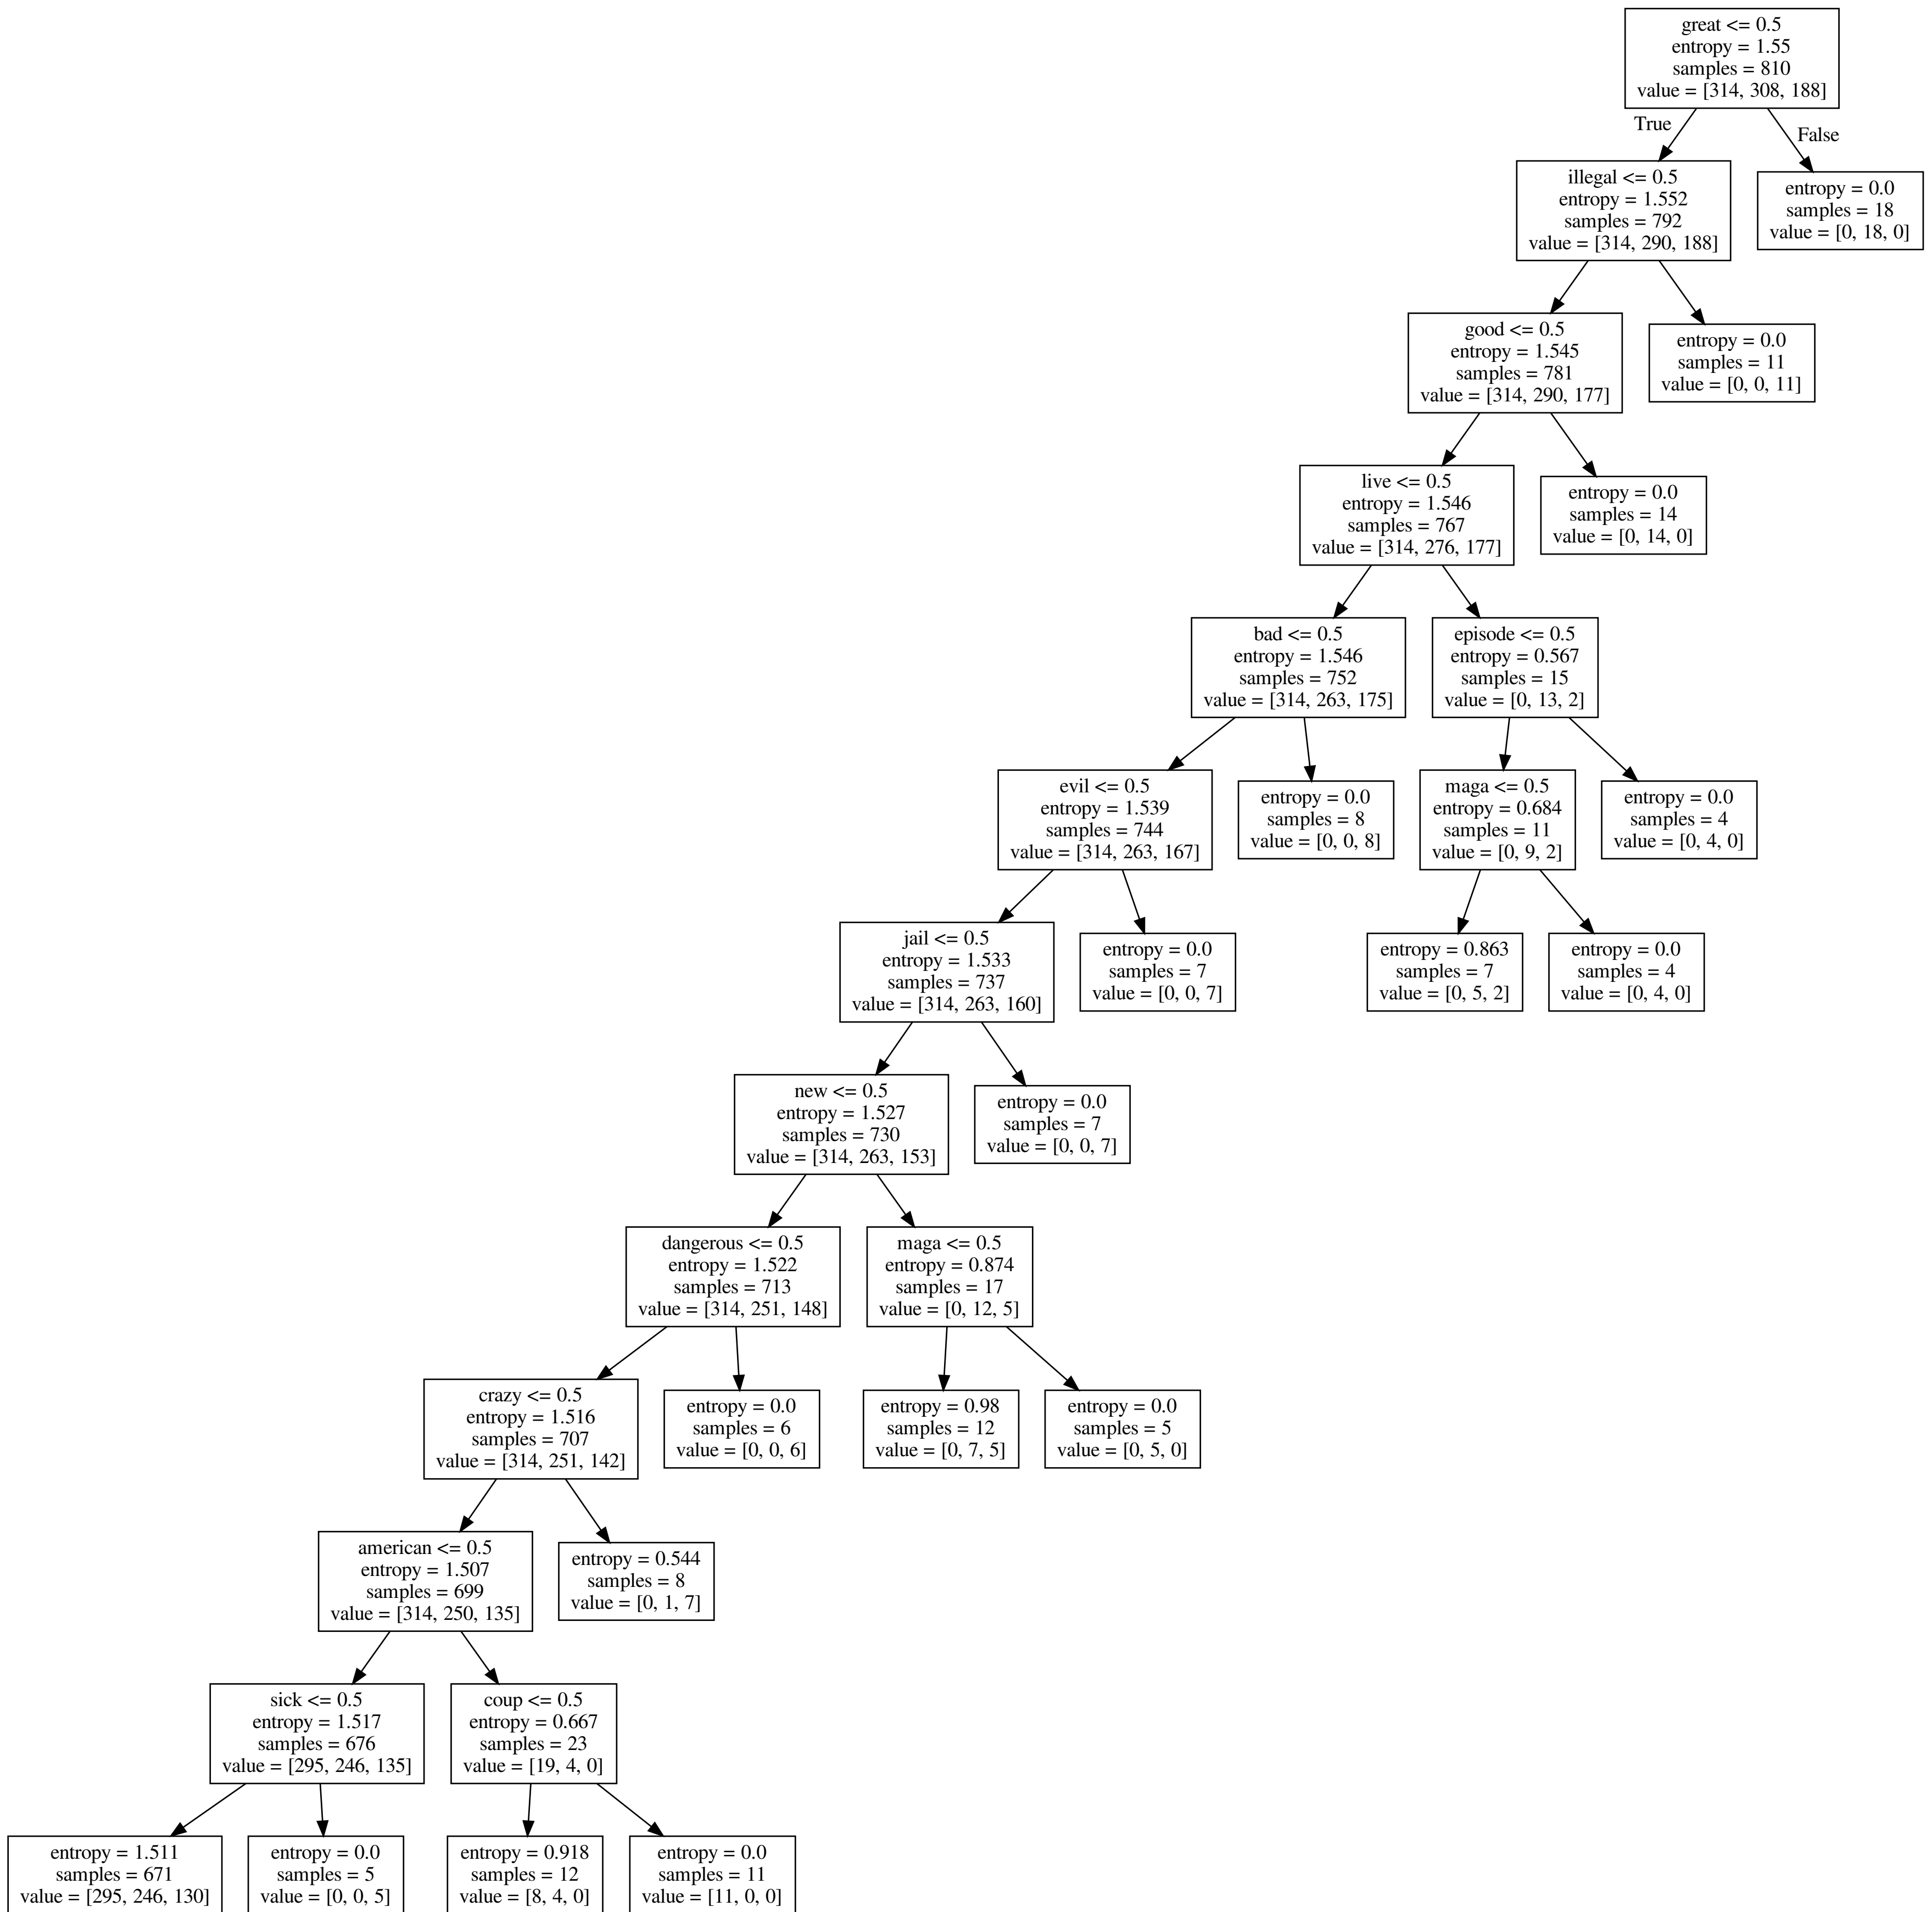 great <= 0.5
entropy = 1.55
samples = 810
value = [314, 308, 188]
True
False
illegal <= 0.5
entropy = 1.552
samples = 792
value = [314, 290, 188]
entropy = 0.0
samples = 18
value = [0, 18, 0]
good <= 0.5
entropy = 1.545
samples = 781
value = [314, 290, 177]
entropy = 0.0
samples = 11
value = [0, 0, 11]
live <= 0.5
entropy = 1.546
samples = 767
value = [314, 276, 177]
entropy = 0.0
samples = 14
value = [0, 14, 0]
bad <= 0.5
entropy = 1.546
samples = 752
value = [314, 263, 175]
episode <= 0.5
entropy = 0.567
samples = 15
value = [0, 13, 2]
evil <= 0.5
entropy = 1.539
samples = 744
value = [314, 263, 167]
entropy = 0.0
samples = 8
value = [0, 0, 8]
maga <= 0.5
entropy = 0.684
samples = 11
value = [0, 9, 2]
entropy = 0.0
samples = 4
value = [0, 4, 0]
jail <= 0.5
entropy = 1.533
samples = 737
value = [314, 263, 160]
entropy = 0.0
samples = 7
value = [0, 0, 7]
entropy = 0.863
samples = 7
value = [0, 5, 2]
entropy = 0.0
samples = 4
value = [0, 4, 0]
new <= 0.5
entropy = 1.527
samples = 730
value = [314, 263, 153]
entropy = 0.0
samples = 7
value = [0, 0, 7]
dangerous <= 0.5
entropy = 1.522
samples = 713
value = [314, 251, 148]
maga <= 0.5
entropy = 0.874
samples = 17
value = [0, 12, 5]
crazy <= 0.5
entropy = 1.516
samples = 707
value = [314, 251, 142]
entropy = 0.0
samples = 6
value = [0, 0, 6]
entropy = 0.98
samples = 12
value = [0, 7, 5]
entropy = 0.0
samples = 5
value = [0, 5, 0]
american <= 0.5
entropy = 1.507
samples = 699
value = [314, 250, 135]
entropy = 0.544
samples = 8
value = [0, 1, 7]
sick <= 0.5
entropy = 1.517
samples = 676
value = [295, 246, 135]
coup <= 0.5
entropy = 0.667
samples = 23
value = [19, 4, 0]
entropy = 1.511
samples = 671
value = [295, 246, 130]
entropy = 0.0
samples = 5
value = [0, 0, 5]
entropy = 0.918
samples = 12
value = [8, 4, 0]
entropy = 0.0
samples = 11
value = [11, 0, 0]